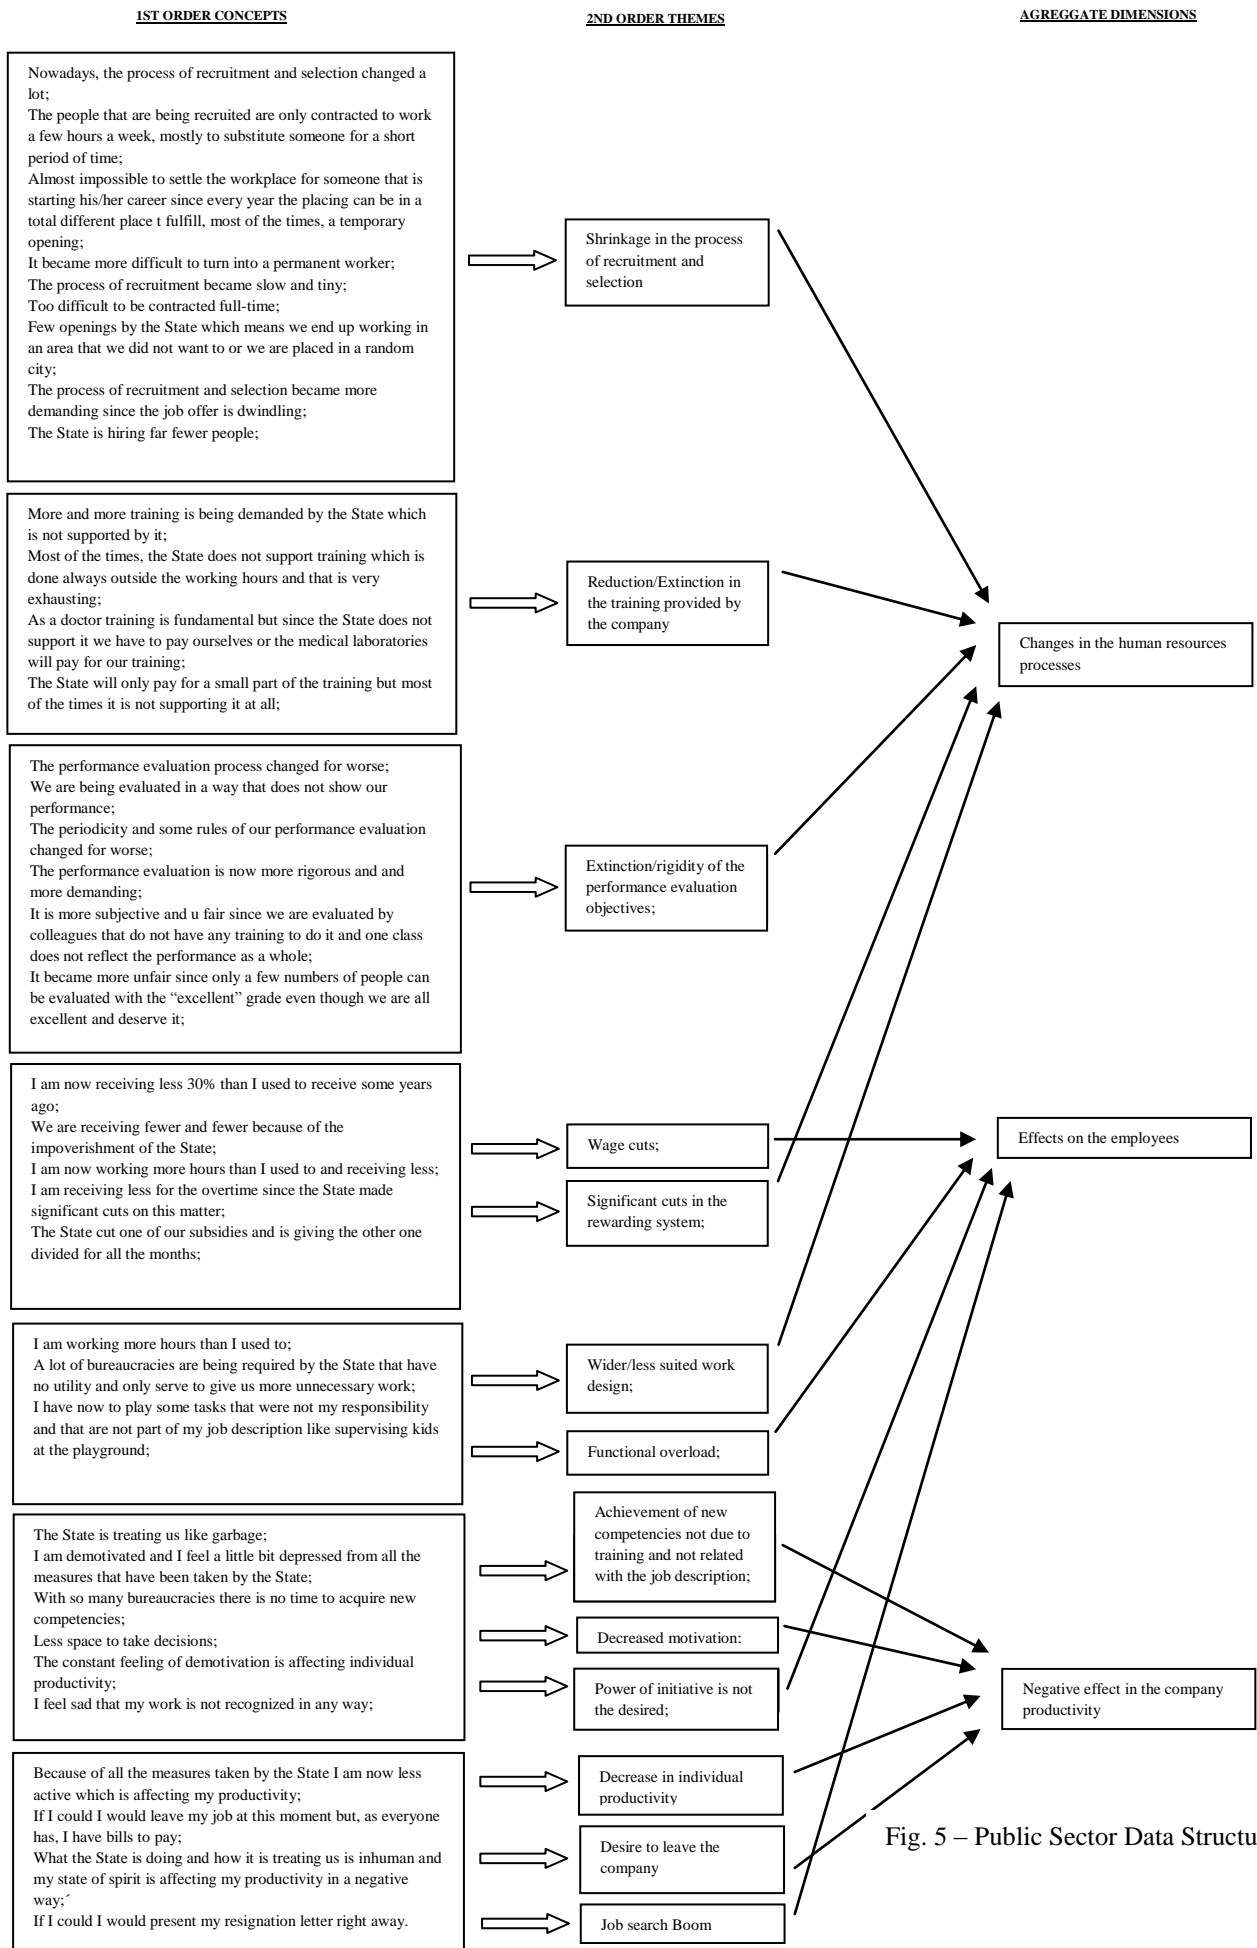 1ST ORDER CONCEPTS
2ND ORDER THEMES
AGREGGATE DIMENSIONS
Nowadays, the process of recruitment and selection changed a
lot;
The people that are being recruited are only contracted to work
a few hours a week, mostly to substitute someone for a short
period of time;
Almost impossible to settle the workplace for someone that is
starting his/her career since every year the placing can be in a
total different place t fulfill, most of the times, a temporary
opening;
It became more difficult to turn into a permanent worker;
The process of recruitment became slow and tiny;
Too difficult to be contracted full-time;
Few openings by the State which means we end up working in
an area that we did not want to or we are placed in a random
city;
The process of recruitment and selection became more
demanding since the job offer is dwindling;
The State is hiring far fewer people;
Shrinkage in the process
of recruitment and
selection
More and more training is being demanded by the State which
is not supported by it;
Most of the times, the State does not support training which is
done always outside the working hours and that is very
exhausting;
As a doctor training is fundamental but since the State does not
support it we have to pay ourselves or the medical laboratories
will pay for our training;
The State will only pay for a small part of the training but most
of the times it is not supporting it at all;
Reduction/Extinction in
the training provided by
the company
Changes in the human resources
processes
The performance evaluation process changed for worse;
We are being evaluated in a way that does not show our
performance;
The periodicity and some rules of our performance evaluation
changed for worse;
The performance evaluation is now more rigorous and and
more demanding;
It is more subjective and u fair since we are evaluated by
colleagues that do not have any training to do it and one class
does not reflect the performance as a whole;
It became more unfair since only a few numbers of people can
be evaluated with the “excellent” grade even though we are all
excellent and deserve it;
Extinction/rigidity of the
performance evaluation
objectives;
I am now receiving less 30% than I used to receive some years
ago;
We are receiving fewer and fewer because of the
impoverishment of the State;
I am now working more hours than I used to and receiving less;
I am receiving less for the overtime since the State made
significant cuts on this matter;
The State cut one of our subsidies and is giving the other one
divided for all the months;
Wage cuts;
Significant cuts in the
rewarding system;
Effects on the employees
I am working more hours than I used to;
A lot of bureaucracies are being required by the State that have
no utility and only serve to give us more unnecessary work;
I have now to play some tasks that were not my responsibility
and that are not part of my job description like supervising kids
at the playground;
Wider/less suited work
design;
Functional overload;
The State is treating us like garbage;
I am demotivated and I feel a little bit depressed from all the
measures that have been taken by the State;
With so many bureaucracies there is no time to acquire new
competencies;
Less space to take decisions;
The constant feeling of demotivation is affecting individual
productivity;
I feel sad that my work is not recognized in any way;
Achievement of new
competencies not due to
training and not related
with the job description;
Decreased motivation:
Power of initiative is not
the desired;
Negative effect in the company
productivity
Because of all the measures taken by the State I am now less
active which is affecting my productivity;
If I could I would leave my job at this moment but, as everyone
has, I have bills to pay;
What the State is doing and how it is treating us is inhuman and
my state of spirit is affecting my productivity in a negative
way;´
If I could I would present my resignation letter right away.
Decrease in individual
productivity
Desire to leave the
company
Job search Boom
Fig. 5 – Public Sector Data Structu